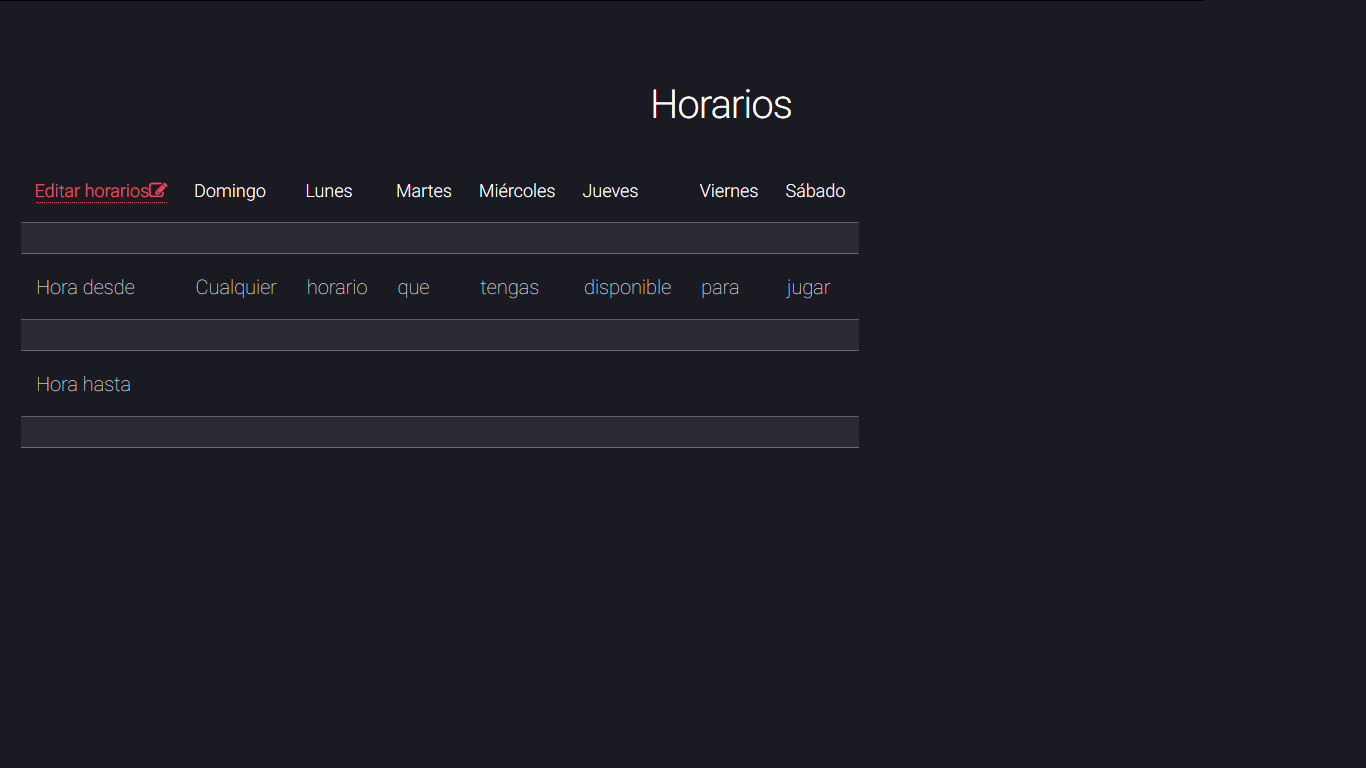 Horarios
Editar horarios Domingo Lunes Martes Miércoles Jueves Viernes Sábado
Hora desde Cualquier horario que tengas disponible para jugar
Hora hasta